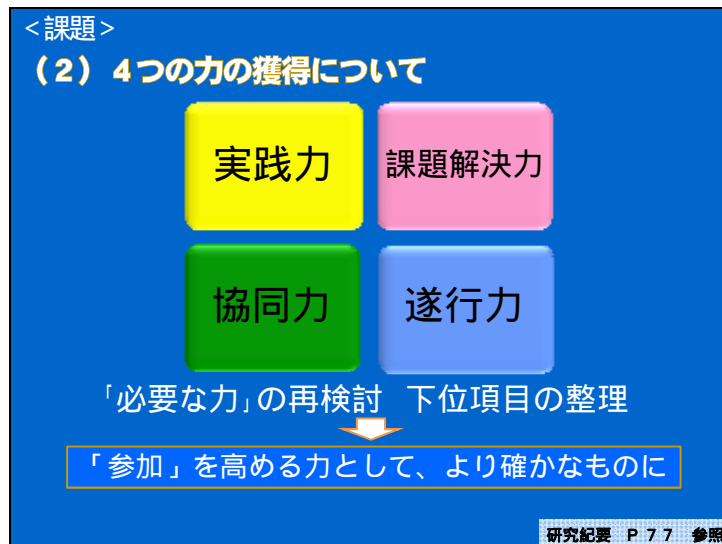 <課題>
(2) 4つの力の獲得について
実践力
課題解決力
協同力
遂行力
「必要な力」の再検討 下位項目の整理
「参加」を高める力として、より確かなものに
研究紀要 P77 参照